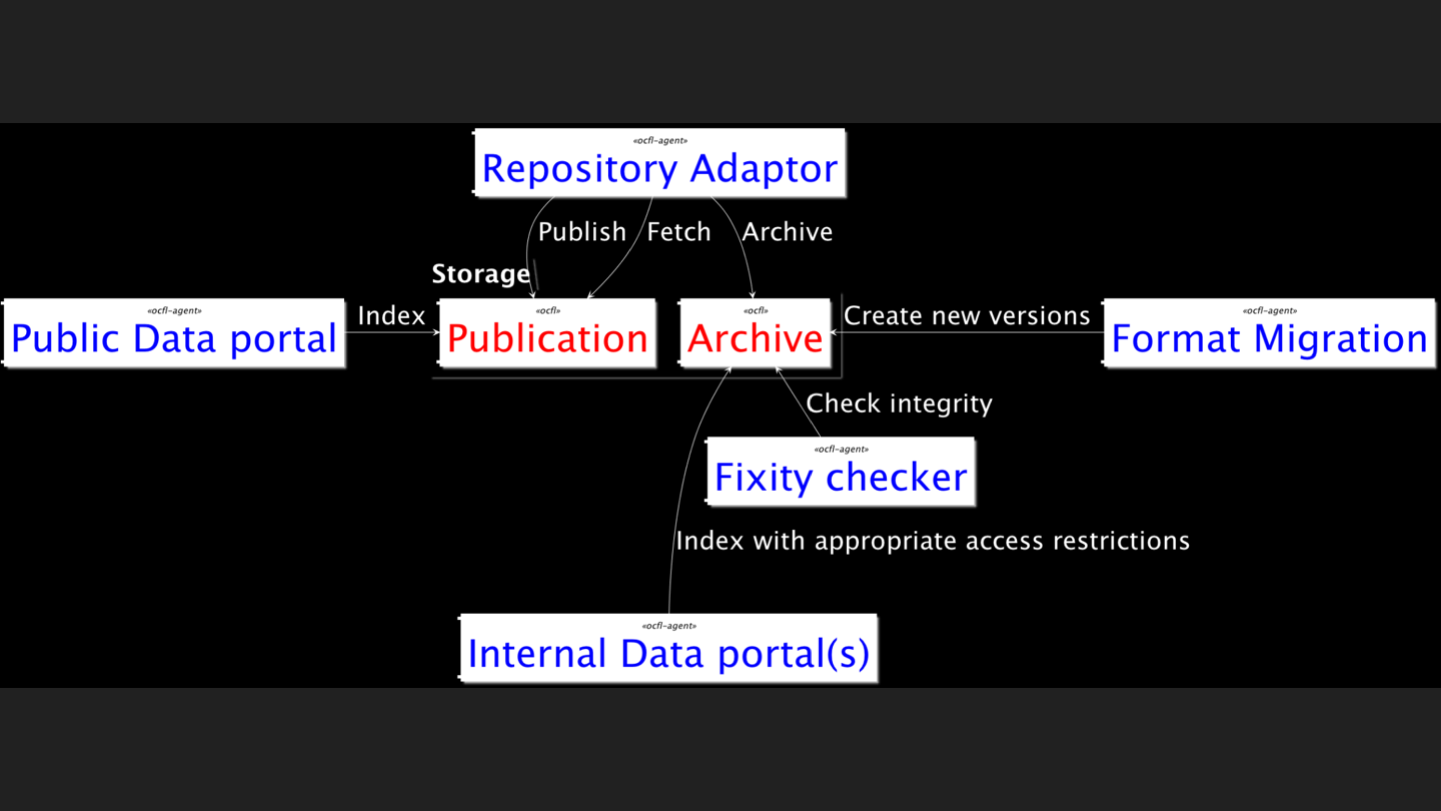 «ocfl-agent»
Repository Adaptor
Publish
Fetch
Archive
Storage
«ocfl-agent»
Public Data portal
Index
«ocfl»
Publication
«ocfl»
Archive
Create new versions
«ocfl-agent»
Format Migration
Check integrity
«ocfl-agent»
Fixity checker
Index with appropriate access restrictions
«ocfl-agent»
Internal Data portal(s)